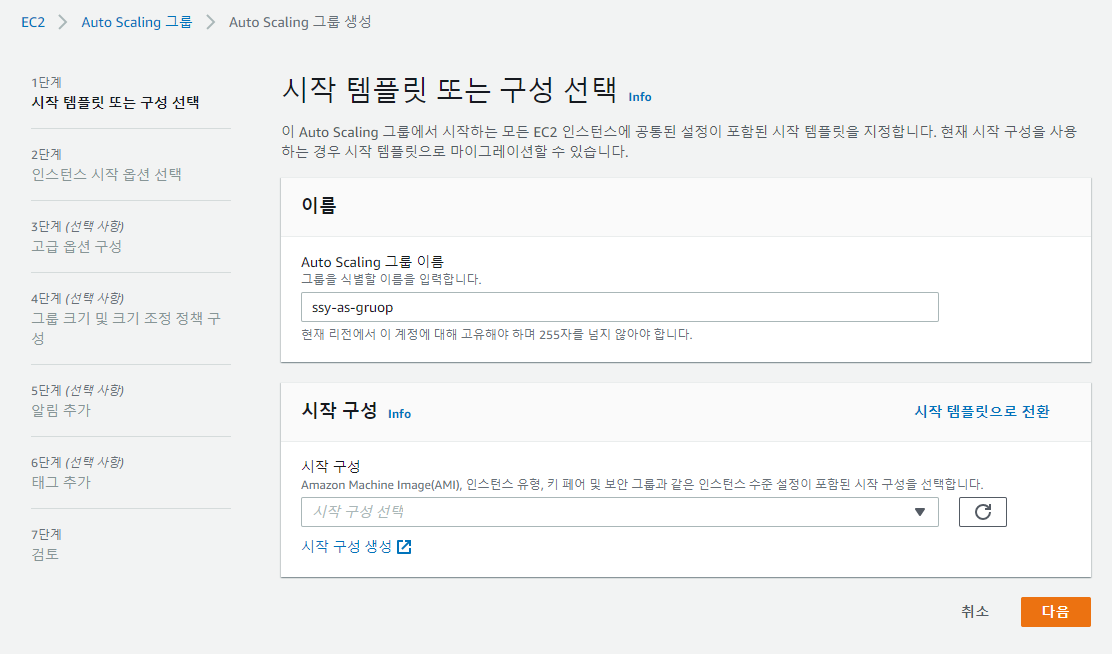 EC2 > Auto Scaling 그룹 > Auto Scaling 그룹 생성
1단계
시작 템플릿 또는 구성 선택
2단계
인스턴스 시작 옵션 선택
3단계 (선택 사항)
고급 옵션 구성
4단계 (선택 사항)
그룹 크기 및 크기 조정 정책 구
성
5단계 (선택 사항)
알림 추가
6단계 (선택 사항)
태그 추가
7단계
검토
시작 템플릿 또는 구성 선택 Info
이 Auto Scaling 그룹에서 시작하는 모든 EC2 인스턴스에 공통된 설정이 포함된 시작 템플릿을 지정합니다. 현재 시작 구성을 사용
하는 경우 시작 템플릿으로 마이그레이션할 수 있습니다.
이름
Auto Scaling 그룹 이름
그룹을 식별할 이름을 입력합니다.
ssy-as-gruop
현재 리전에서 이 계정에 대해 고유해야 하며 255자를 넘지 않아야 합니다.
시작 구성 Info
시작 템플릿으로 전환
시작 구성
Amazon Machine Image(AMI), 인스턴스 유형, 키 페어 및 보안 그룹과 같은 인스턴스 수준 설정이 포함된 시작 구성을 선택합니다.
시작 구성 선택
시작 구성 생성
취소
다음